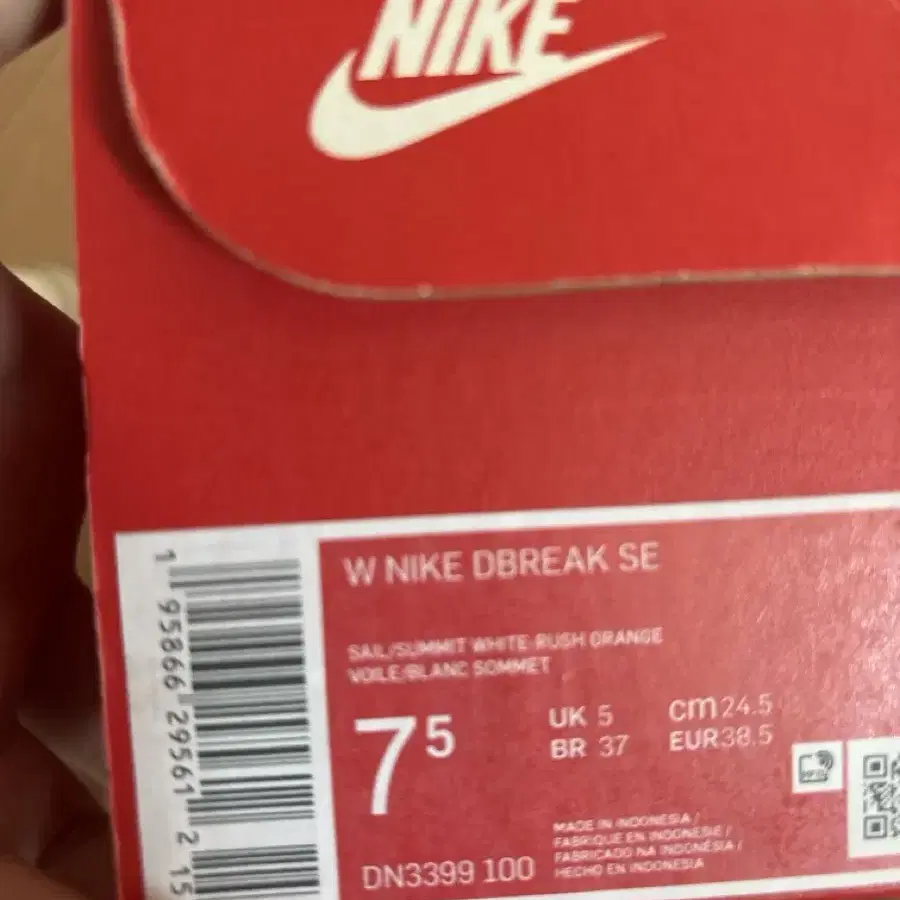 NIKE
W NIKE DBREAK SE
SAIL/SUMMIT WHITE-RUSH ORANGE
VOILE/BLANC SOMMET
7 5
UK 5
BR 37
cm 24.5
EUR 38.5
DN3399 100
MADE IN INDONESIA /
FABRIQUE EN INDONESIE /
FABRICADO NA INDONÉSIA /
HECHO EN INDONESIA
1 95866 29561 2 15